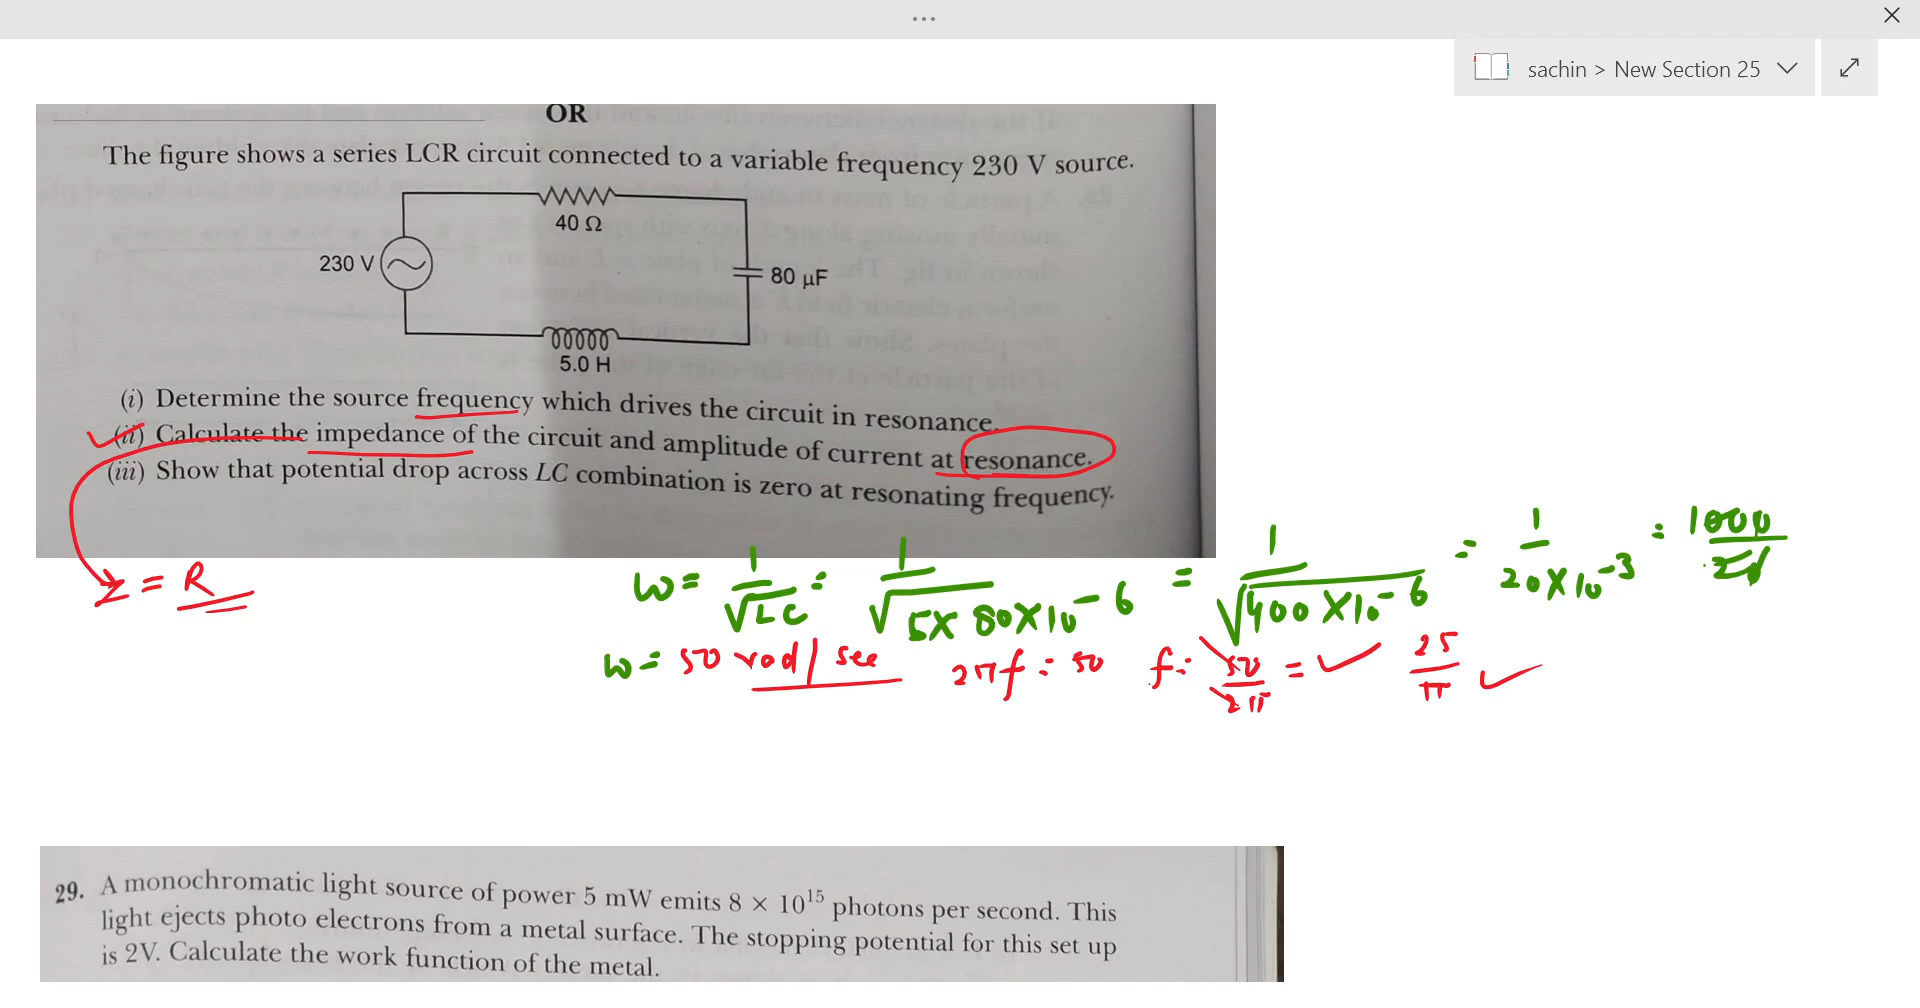 sachin > New Section 25
OR
The figure shows a series LCR circuit connected to a variable frequency 230 V source.
40 Ω
230 V
80 μF
5.0 H
(i) Determine the source frequency which drives the circuit in resonance.
(ii) Calculate the impedance of the circuit and amplitude of current at resonance.
(iii) Show that potential drop across LC combination is zero at resonating frequency.
Z = R
ω = 1/√LC = 1/√5×80×10⁻⁶ = 1/√400×10⁻⁶ = 1/20×10⁻³ = 1000/20
ω = 50 rad/sec 2πf = 50 f = 50/2π = 25/π
29. A monochromatic light source of power 5 mW emits 8 × 10¹⁵ photons per second. This
light ejects photo electrons from a metal surface. The stopping potential for this set up
is 2V. Calculate the work function of the metal.